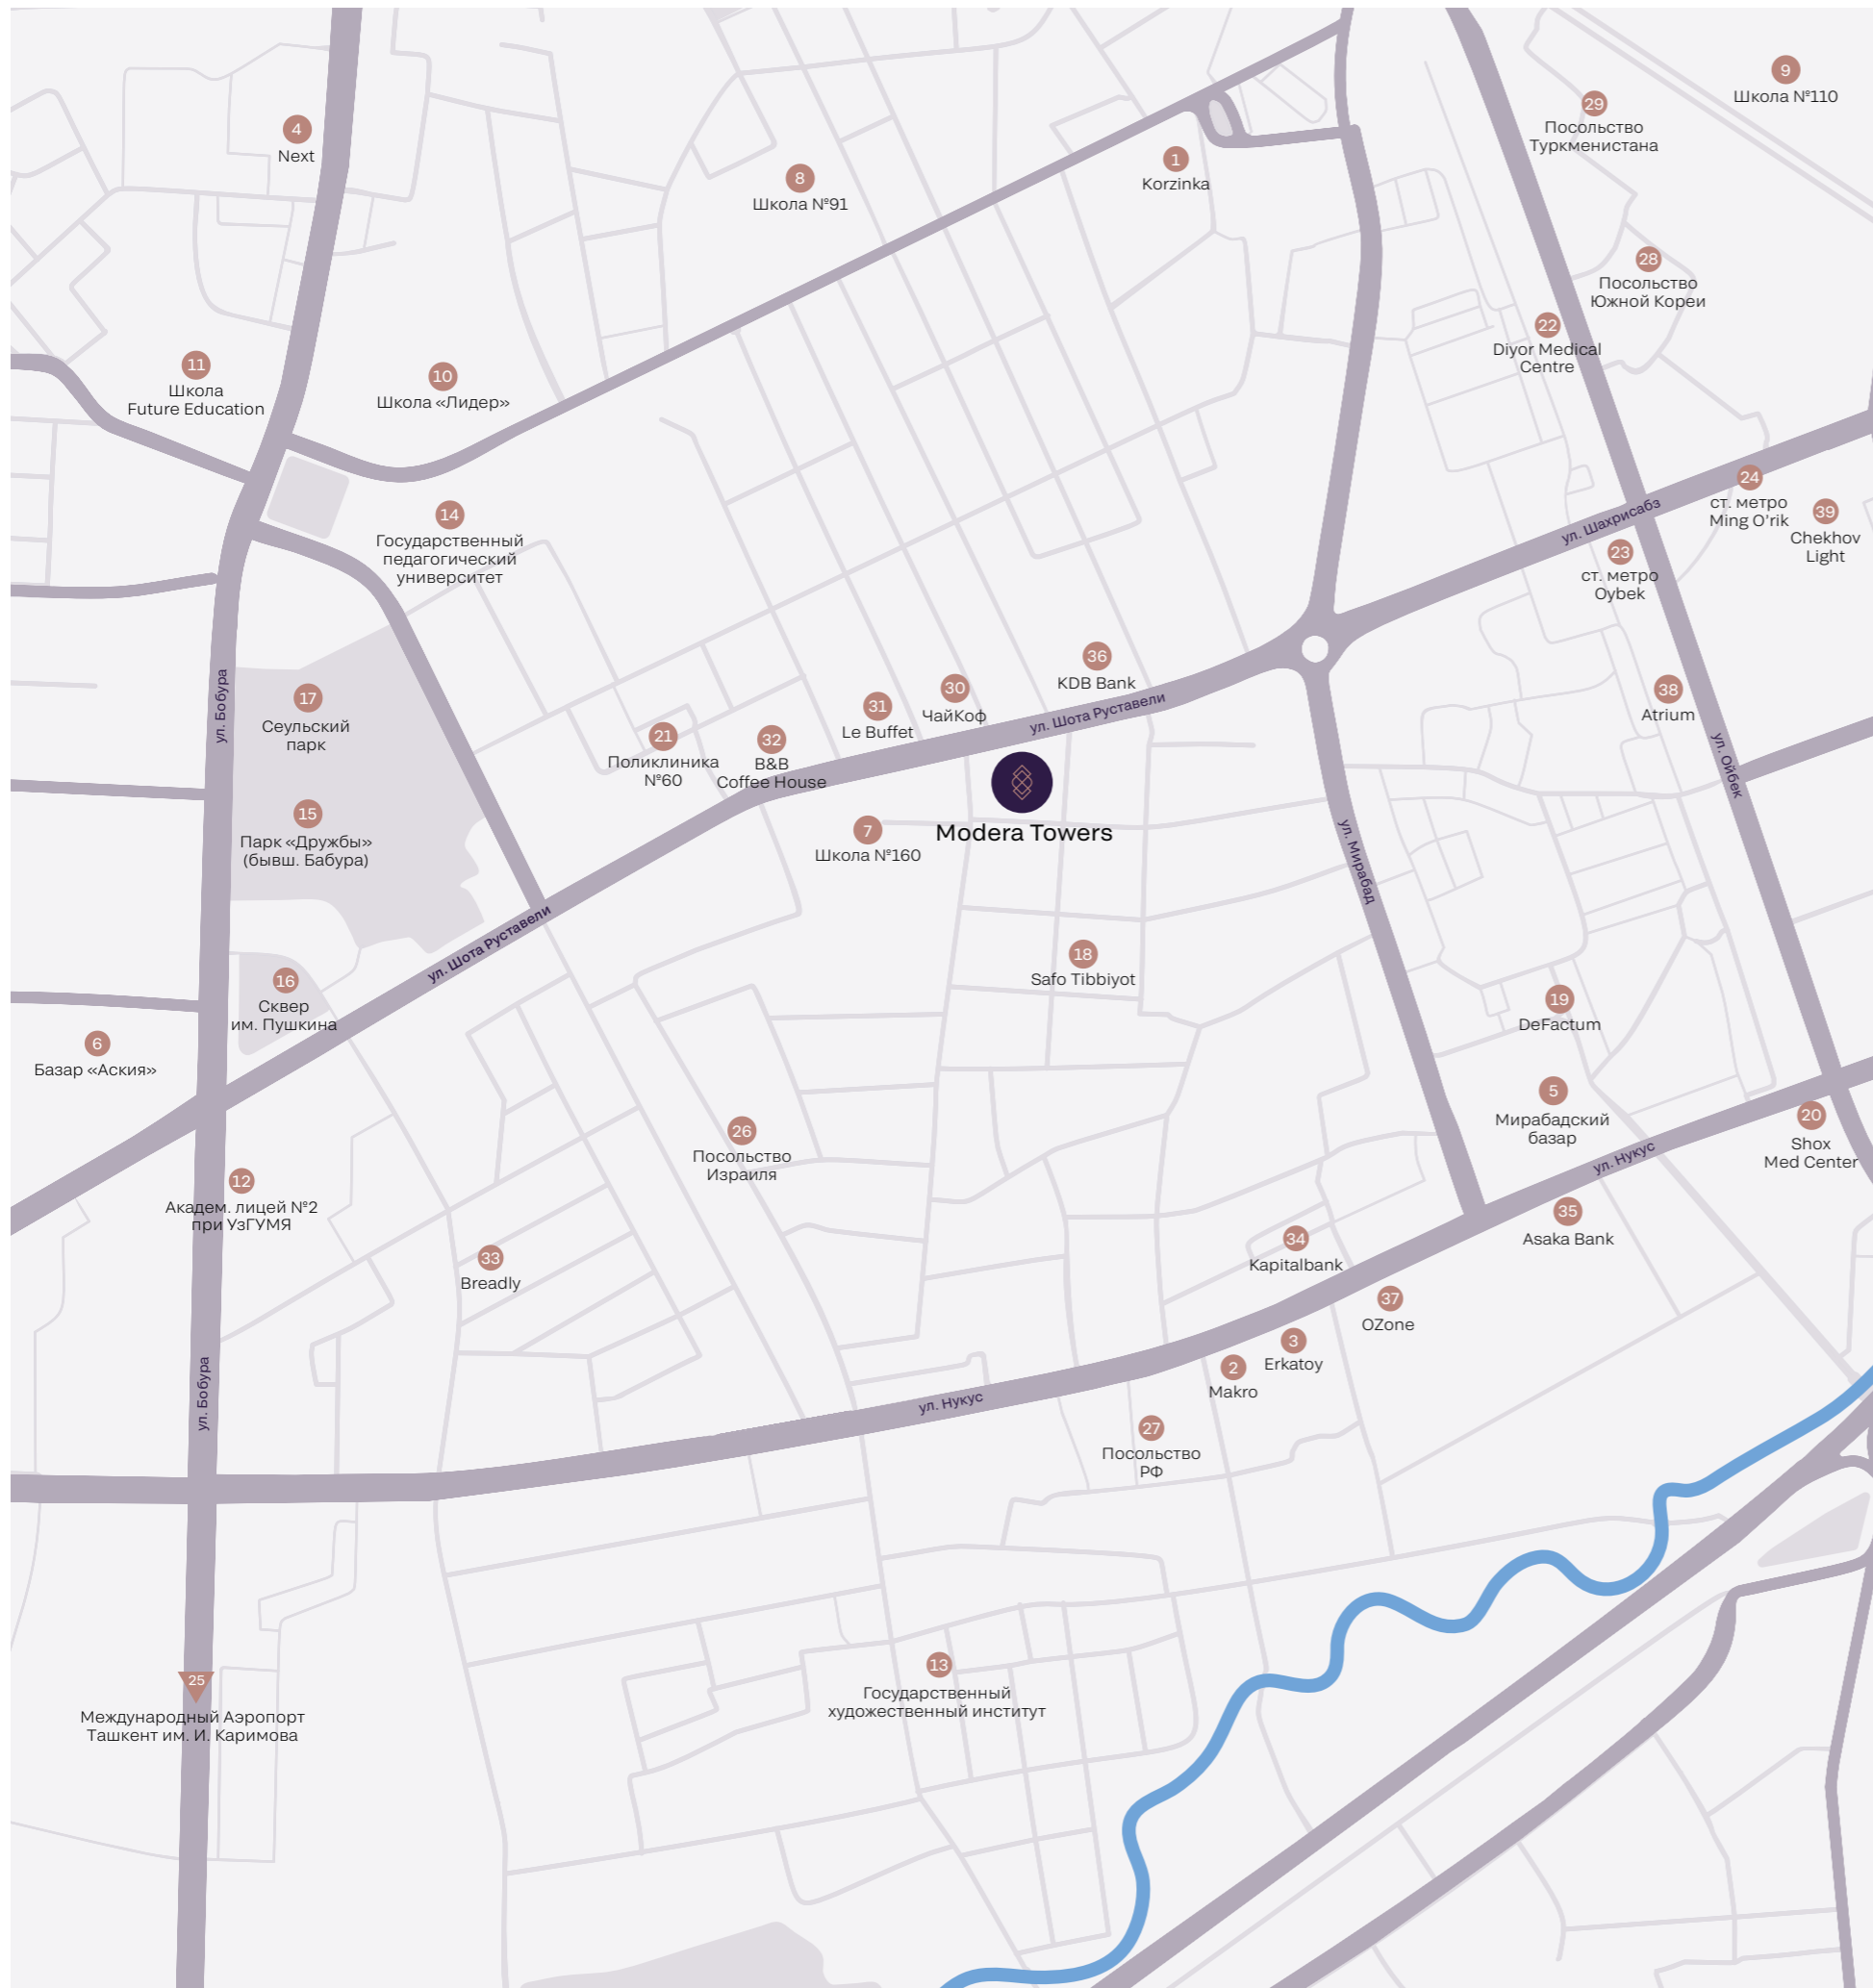 9
Школа №110
29
Посольство
Туркменистана
4
Next
1
Korzinka
8
Школа №91
28
Посольство
Южной Кореи
22
Diyor Medical
Centre
11
Школа
Future Education
10
Школа «Лидер»
24
ст. метро
Ming O'rik
39
Chekhov
Light
ул. Шахрисабз
23
ст. метро
Oybek
14
Государственный
педагогический
университет
36
KDB Bank
30
ЧайКоф
31
Le Buffet
ул. Шота Руставели
38
Atrium
17
Сеульский
парк
ул. Бобура
21
Поликлиника
№60
32
B&B
Coffee House
ул. Ойбек
Modera Towers
7
Школа №160
15
Парк «Дружбы»
(бывш. Бабура)
ул. Мирабад
ул. Шота Руставели
18
Safo Tibbiyot
16
Сквер
им. Пушкина
19
DeFactum
6
Базар «Аския»
5
Мирабадский
базар
20
Shox
Med Center
ул. Нукус
26
Посольство
Израиля
12
Академ. лицей №2
при УзГУМЯ
35
Asaka Bank
34
Kapitalbank
33
Breadly
37
OZone
3
Erkatoy
2
Makro
ул. Бобура
ул. Нукус
27
Посольство
РФ
13
Государственный
художественный институт
25
Международный Аэропорт
Ташкент им. И. Каримова